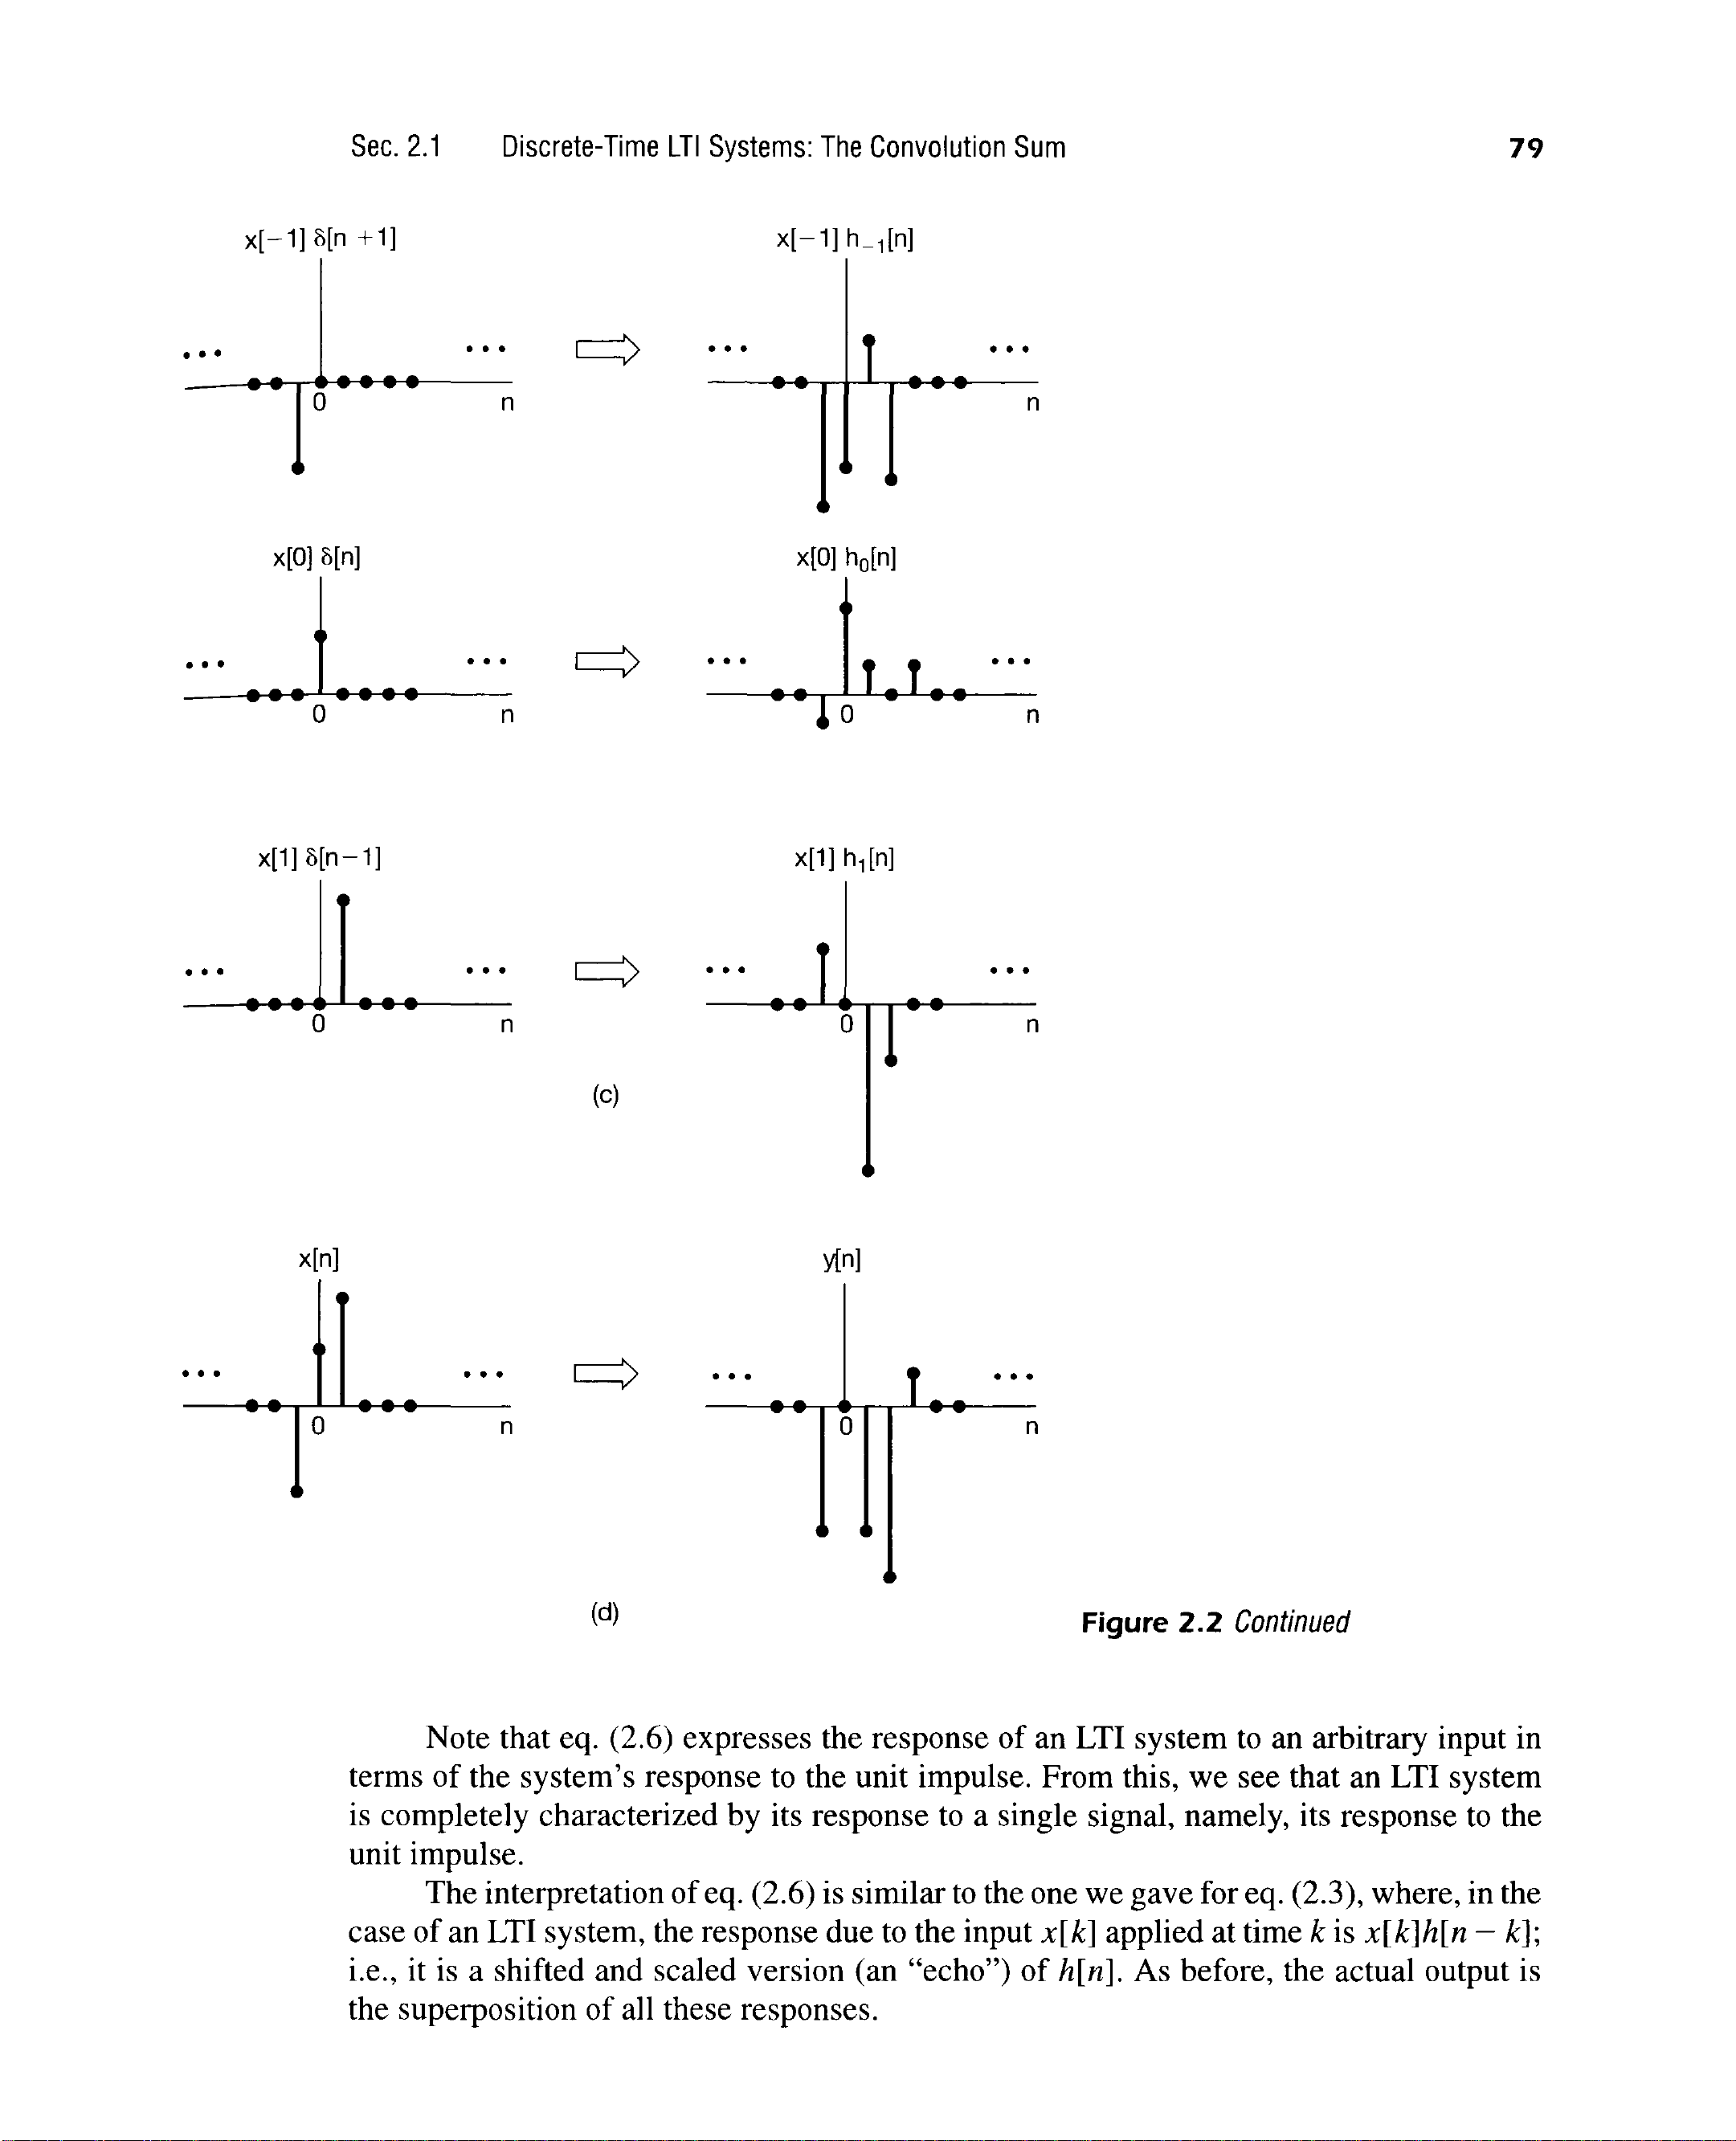 Sec. 2.1 Discrete-Time LTI Systems: The Convolution Sum 79
x[−1] δ[n +1] x[−1] h₋₁[n]
... ... ... ...
0 n n
x[0] δ[n] x[0] h₀[n]
... ... ... ...
0 n 0 n
x[1] δ[n−1] x[1] h₁[n]
... ... ... ...
0 n 0 n
(c)
x[n] y[n]
... ... ... ...
0 n 0 n
(d)
Figure 2.2 Continued
Note that eq. (2.6) expresses the response of an LTI system to an arbitrary input in
terms of the system's response to the unit impulse. From this, we see that an LTI system
is completely characterized by its response to a single signal, namely, its response to the
unit impulse.
The interpretation of eq. (2.6) is similar to the one we gave for eq. (2.3), where, in the
case of an LTI system, the response due to the input x[k] applied at time k is x[k]h[n − k];
i.e., it is a shifted and scaled version (an “echo”) of h[n]. As before, the actual output is
the superposition of all these responses.